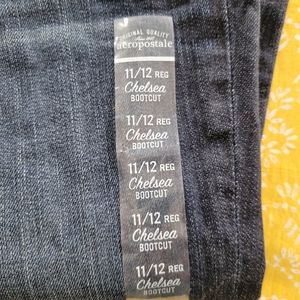 ORIGINAL QUALITY
aéropostale
11/12 REG
Chelsea
BOOTCUT
11/12 REG
Chelsea
BOOTCUT
11/12 REG
Chelsea
BOOTCUT
11/12 REG
Chelsea
BOOTCUT
11/12 REG
Chelsea
BOOTCUT